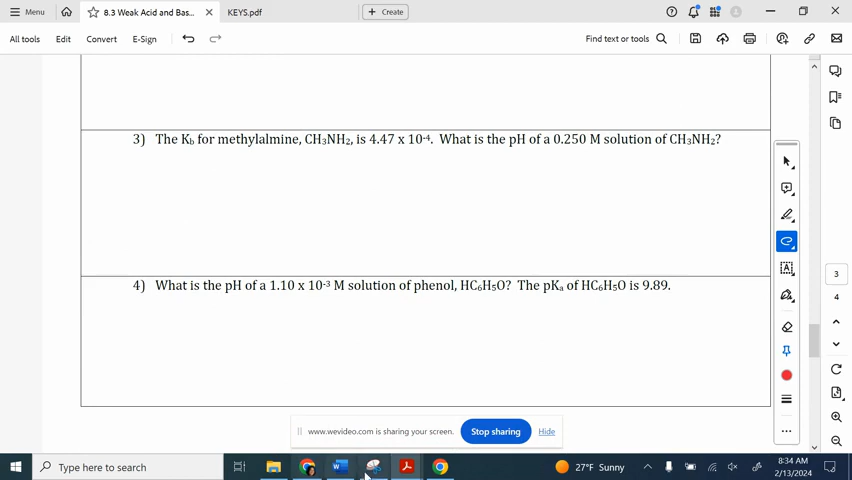 Menu
8.3 Weak Acid and Bas...
KEYS.pdf
Create
All tools
Edit
Convert
E-Sign
Find text or tools
3) The Kb for methylalmine, CH₃NH₂, is 4.47 x 10⁻⁴. What is the pH of a 0.250 M solution of CH₃NH₂?
4) What is the pH of a 1.10 x 10⁻³ M solution of phenol, HC₆H₅O? The pKₐ of HC₆H₅O is 9.89.
3
4
www.wevideo.com is sharing your screen.
Stop sharing
Hide
Type here to search
27°F Sunny
8:34 AM
2/13/2024